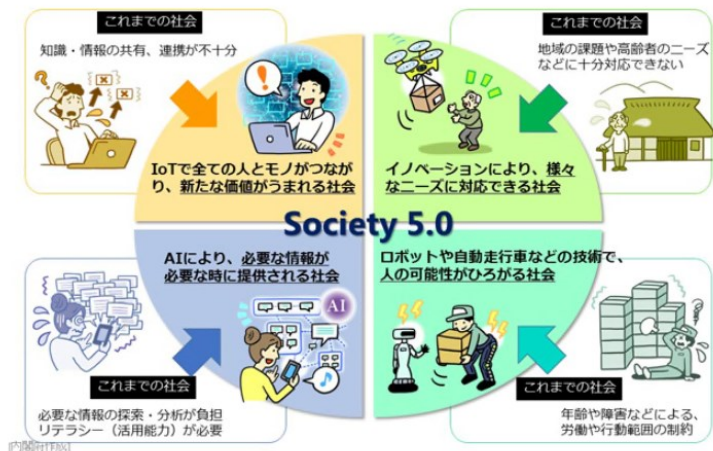 これまでの社会
知識・情報の共有、連携が不十分
IoTで全ての人とモノがつなが
り、新たな価値がうまれる社会
これまでの社会
地域の課題や高齢者のニーズ
などに十分対応できない
イノベーションにより、様々
なニーズに対応できる社会
Society 5.0
AIにより、必要な情報が
必要な時に提供される社会
AI
これまでの社会
必要な情報の探索・分析が負担
リテラシー（活用能力）が必要
ロボットや自動走行車などの技術で、
人の可能性がひろがる社会
これまでの社会
年齢や障害などによる、
労働や行動範囲の制約
[内閣府作成]